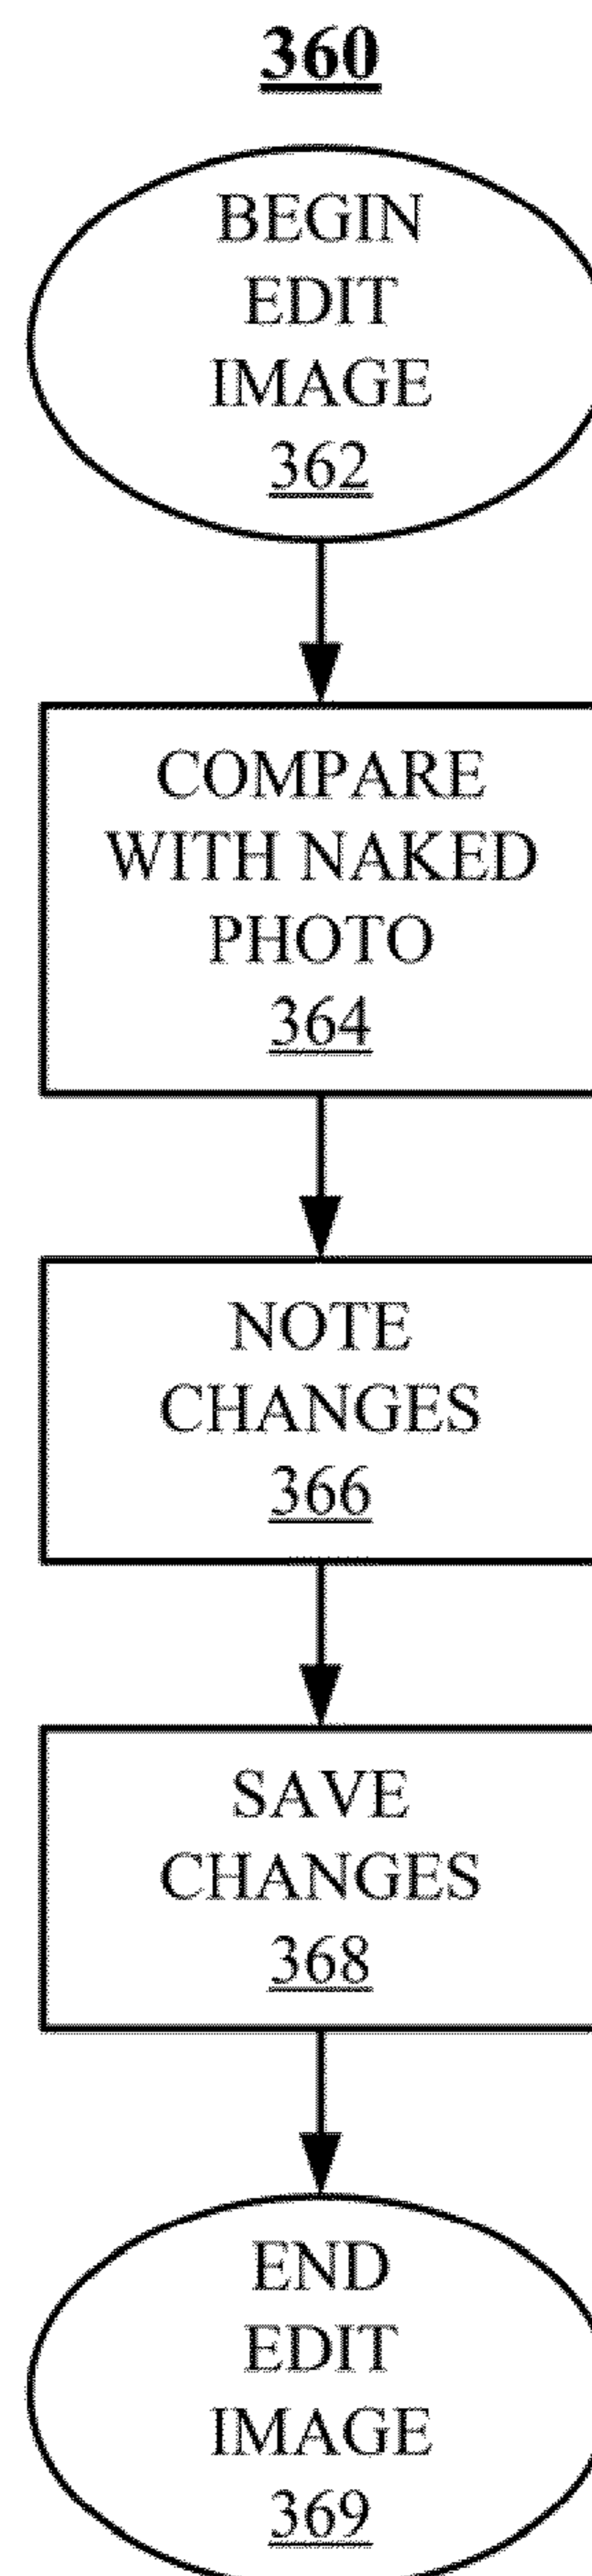 360
BEGIN
EDIT
IMAGE
362
COMPARE
WITH NAKED
PHOTO
364
NOTE
CHANGES
366
SAVE
CHANGES
368
END
EDIT
IMAGE
369